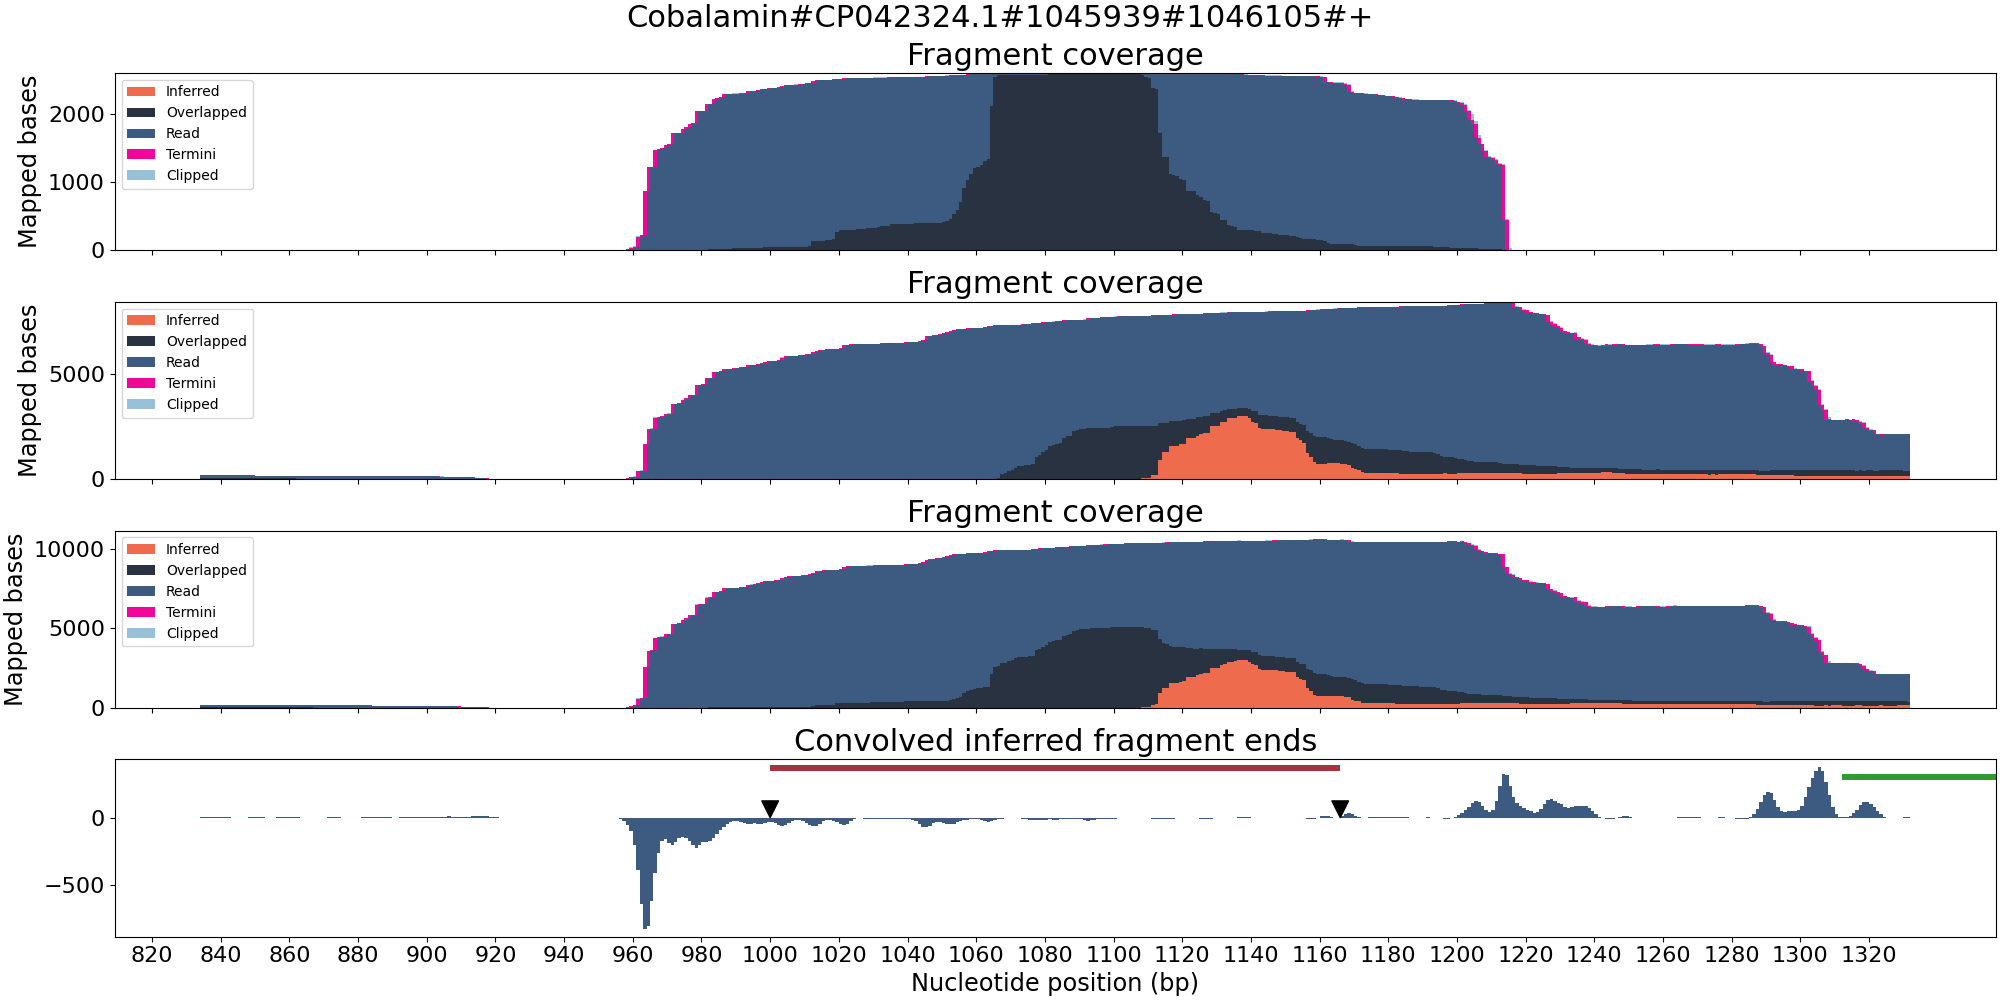 Cobalamin#CP042324.1#1045939#1046105#+
Fragment coverage
Mapped bases
2000
1000
0
Inferred
Overlapped
Read
Termini
Clipped
Fragment coverage
Mapped bases
5000
0
Inferred
Overlapped
Read
Termini
Clipped
Fragment coverage
Mapped bases
10000
5000
0
Inferred
Overlapped
Read
Termini
Clipped
Convolved inferred fragment ends
0
−500
820 840 860 880 900 920 940 960 980 1000 1020 1040 1060 1080 1100 1120 1140 1160 1180 1200 1220 1240 1260 1280 1300 1320
Nucleotide position (bp)